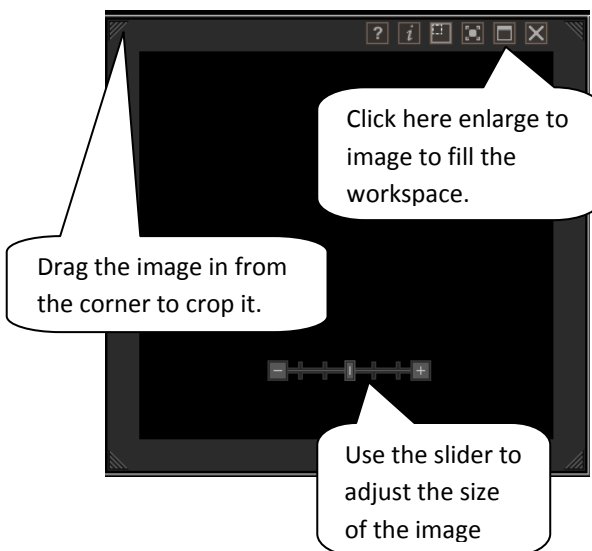 ? i
Click here enlarge to
image to fill the
workspace.
Drag the image in from
the corner to crop it.
Use the slider to
adjust the size
of the image